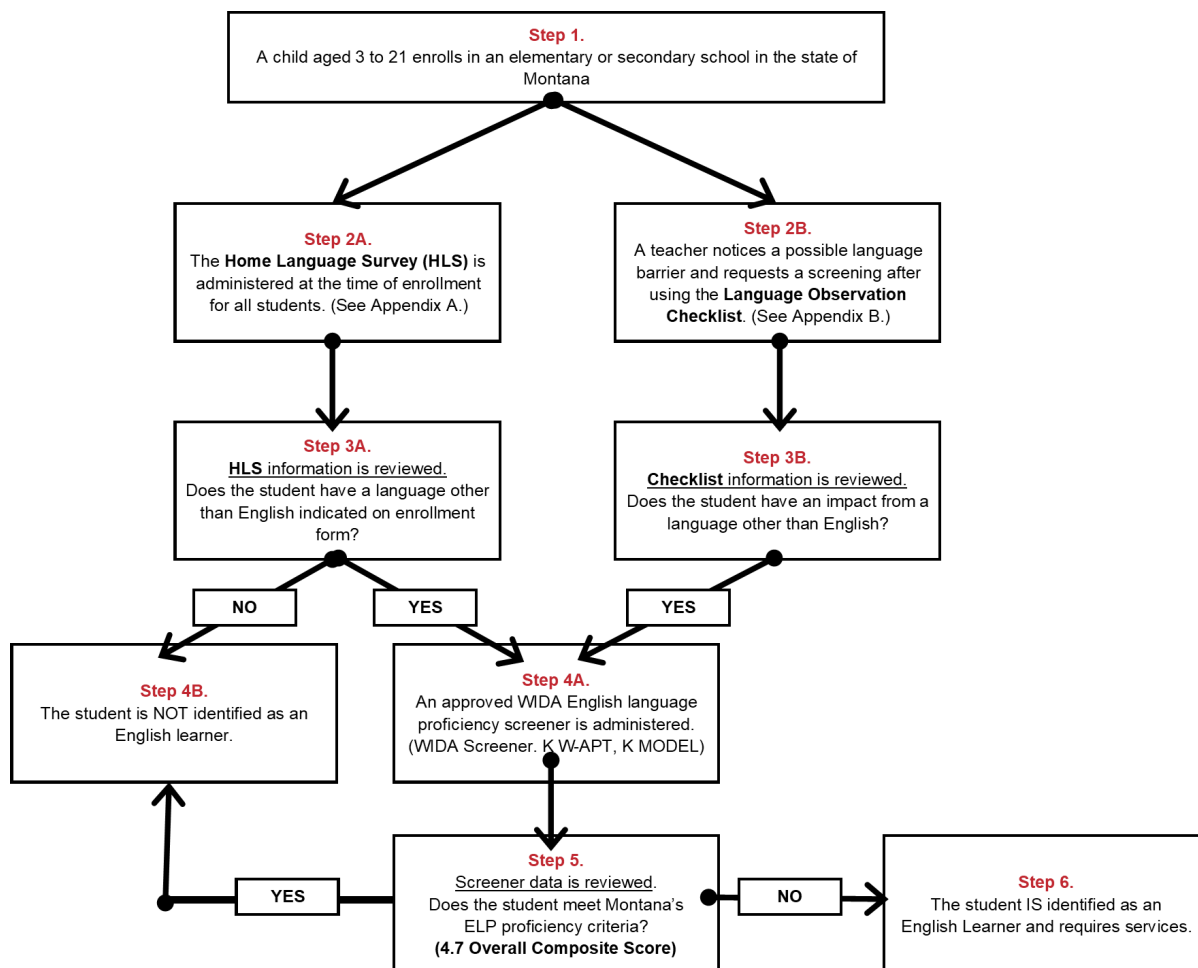 Step 1.
A child aged 3 to 21 enrolls in an elementary or secondary school in the state of
Montana
Step 2A.
The Home Language Survey (HLS) is
administered at the time of enrollment
for all students. (See Appendix A.)
Step 2B.
A teacher notices a possible language
barrier and requests a screening after
using the Language Observation
Checklist. (See Appendix B.)
Step 3A.
HLS information is reviewed.
Does the student have a language other
than English indicated on enrollment
form?
Step 3B.
Checklist information is reviewed.
Does the student have an impact from a
language other than English?
NO
YES
YES
Step 4B.
The student is NOT identified as an
English learner.
Step 4A.
An approved WIDA English language
proficiency screener is administered.
(WIDA Screener. K W-APT, K MODEL)
YES
Step 5.
Screener data is reviewed.
Does the student meet Montana's
ELP proficiency criteria?
(4.7 Overall Composite Score)
NO
Step 6.
The student IS identified as an
English Learner and requires services.